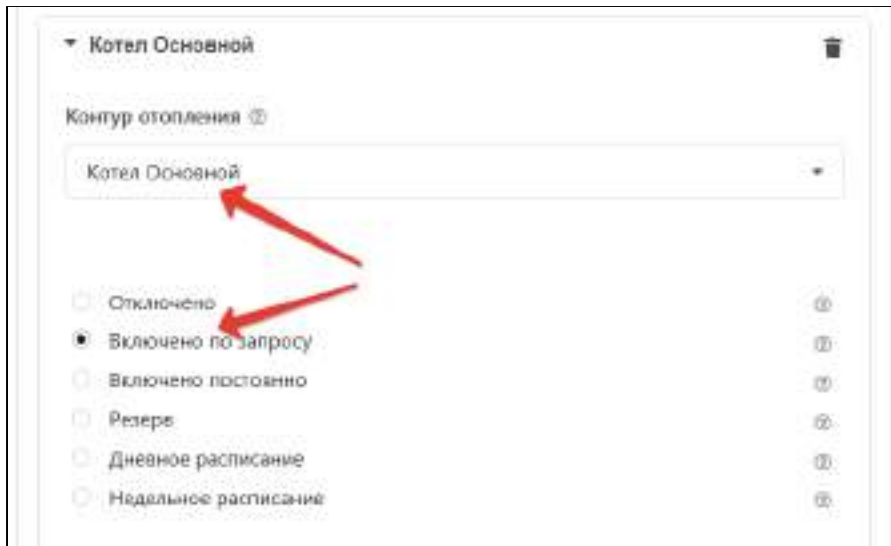 Котел Основной
Контур отопления
Котел Основной
Отключено
Включено по запросу
Включено постоянно
Резерв
Дневное расписание
Недельное расписание